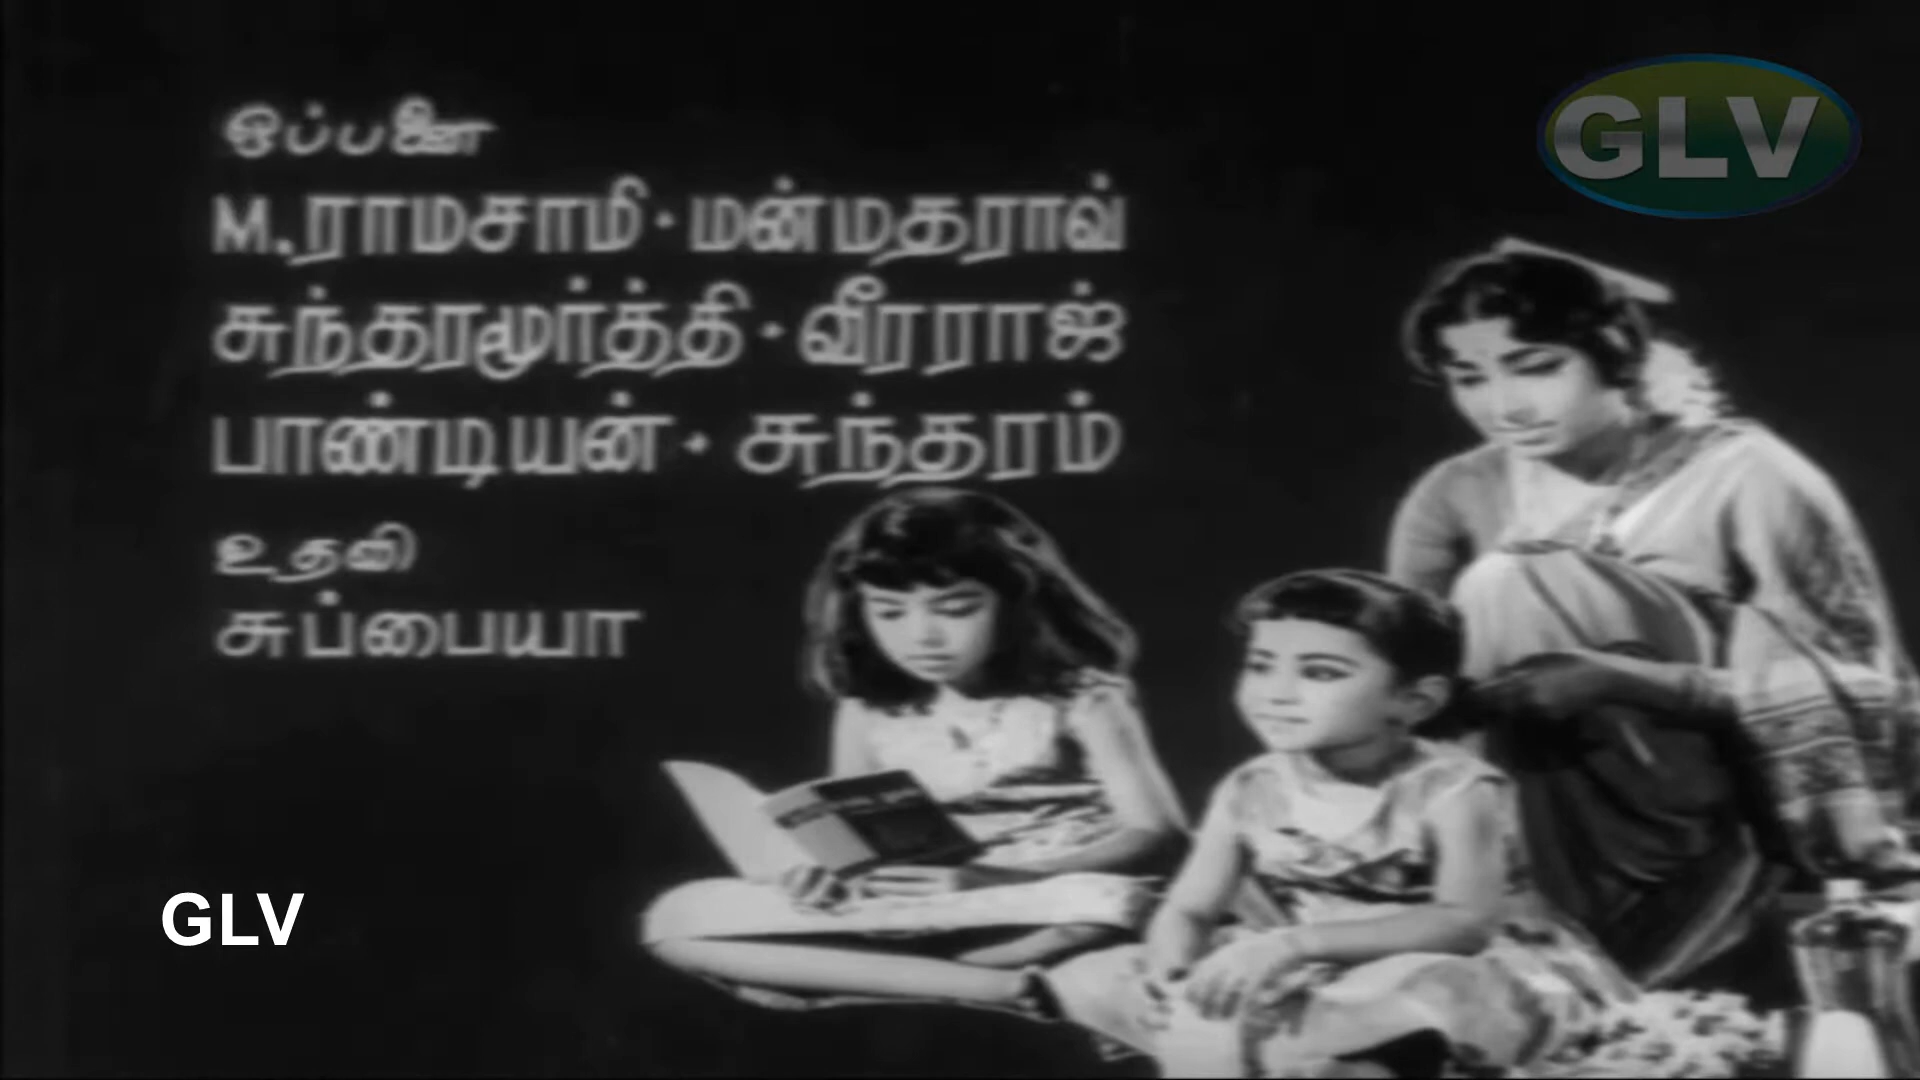 ஒப்பனை
M. ராமசாமி · மன்மதராவ்
சுந்தரமூர்த்தி · வீரராஜ்
பாண்டியன் · சுந்தரம்
உதவி
சுப்பையா
GLV
GLV